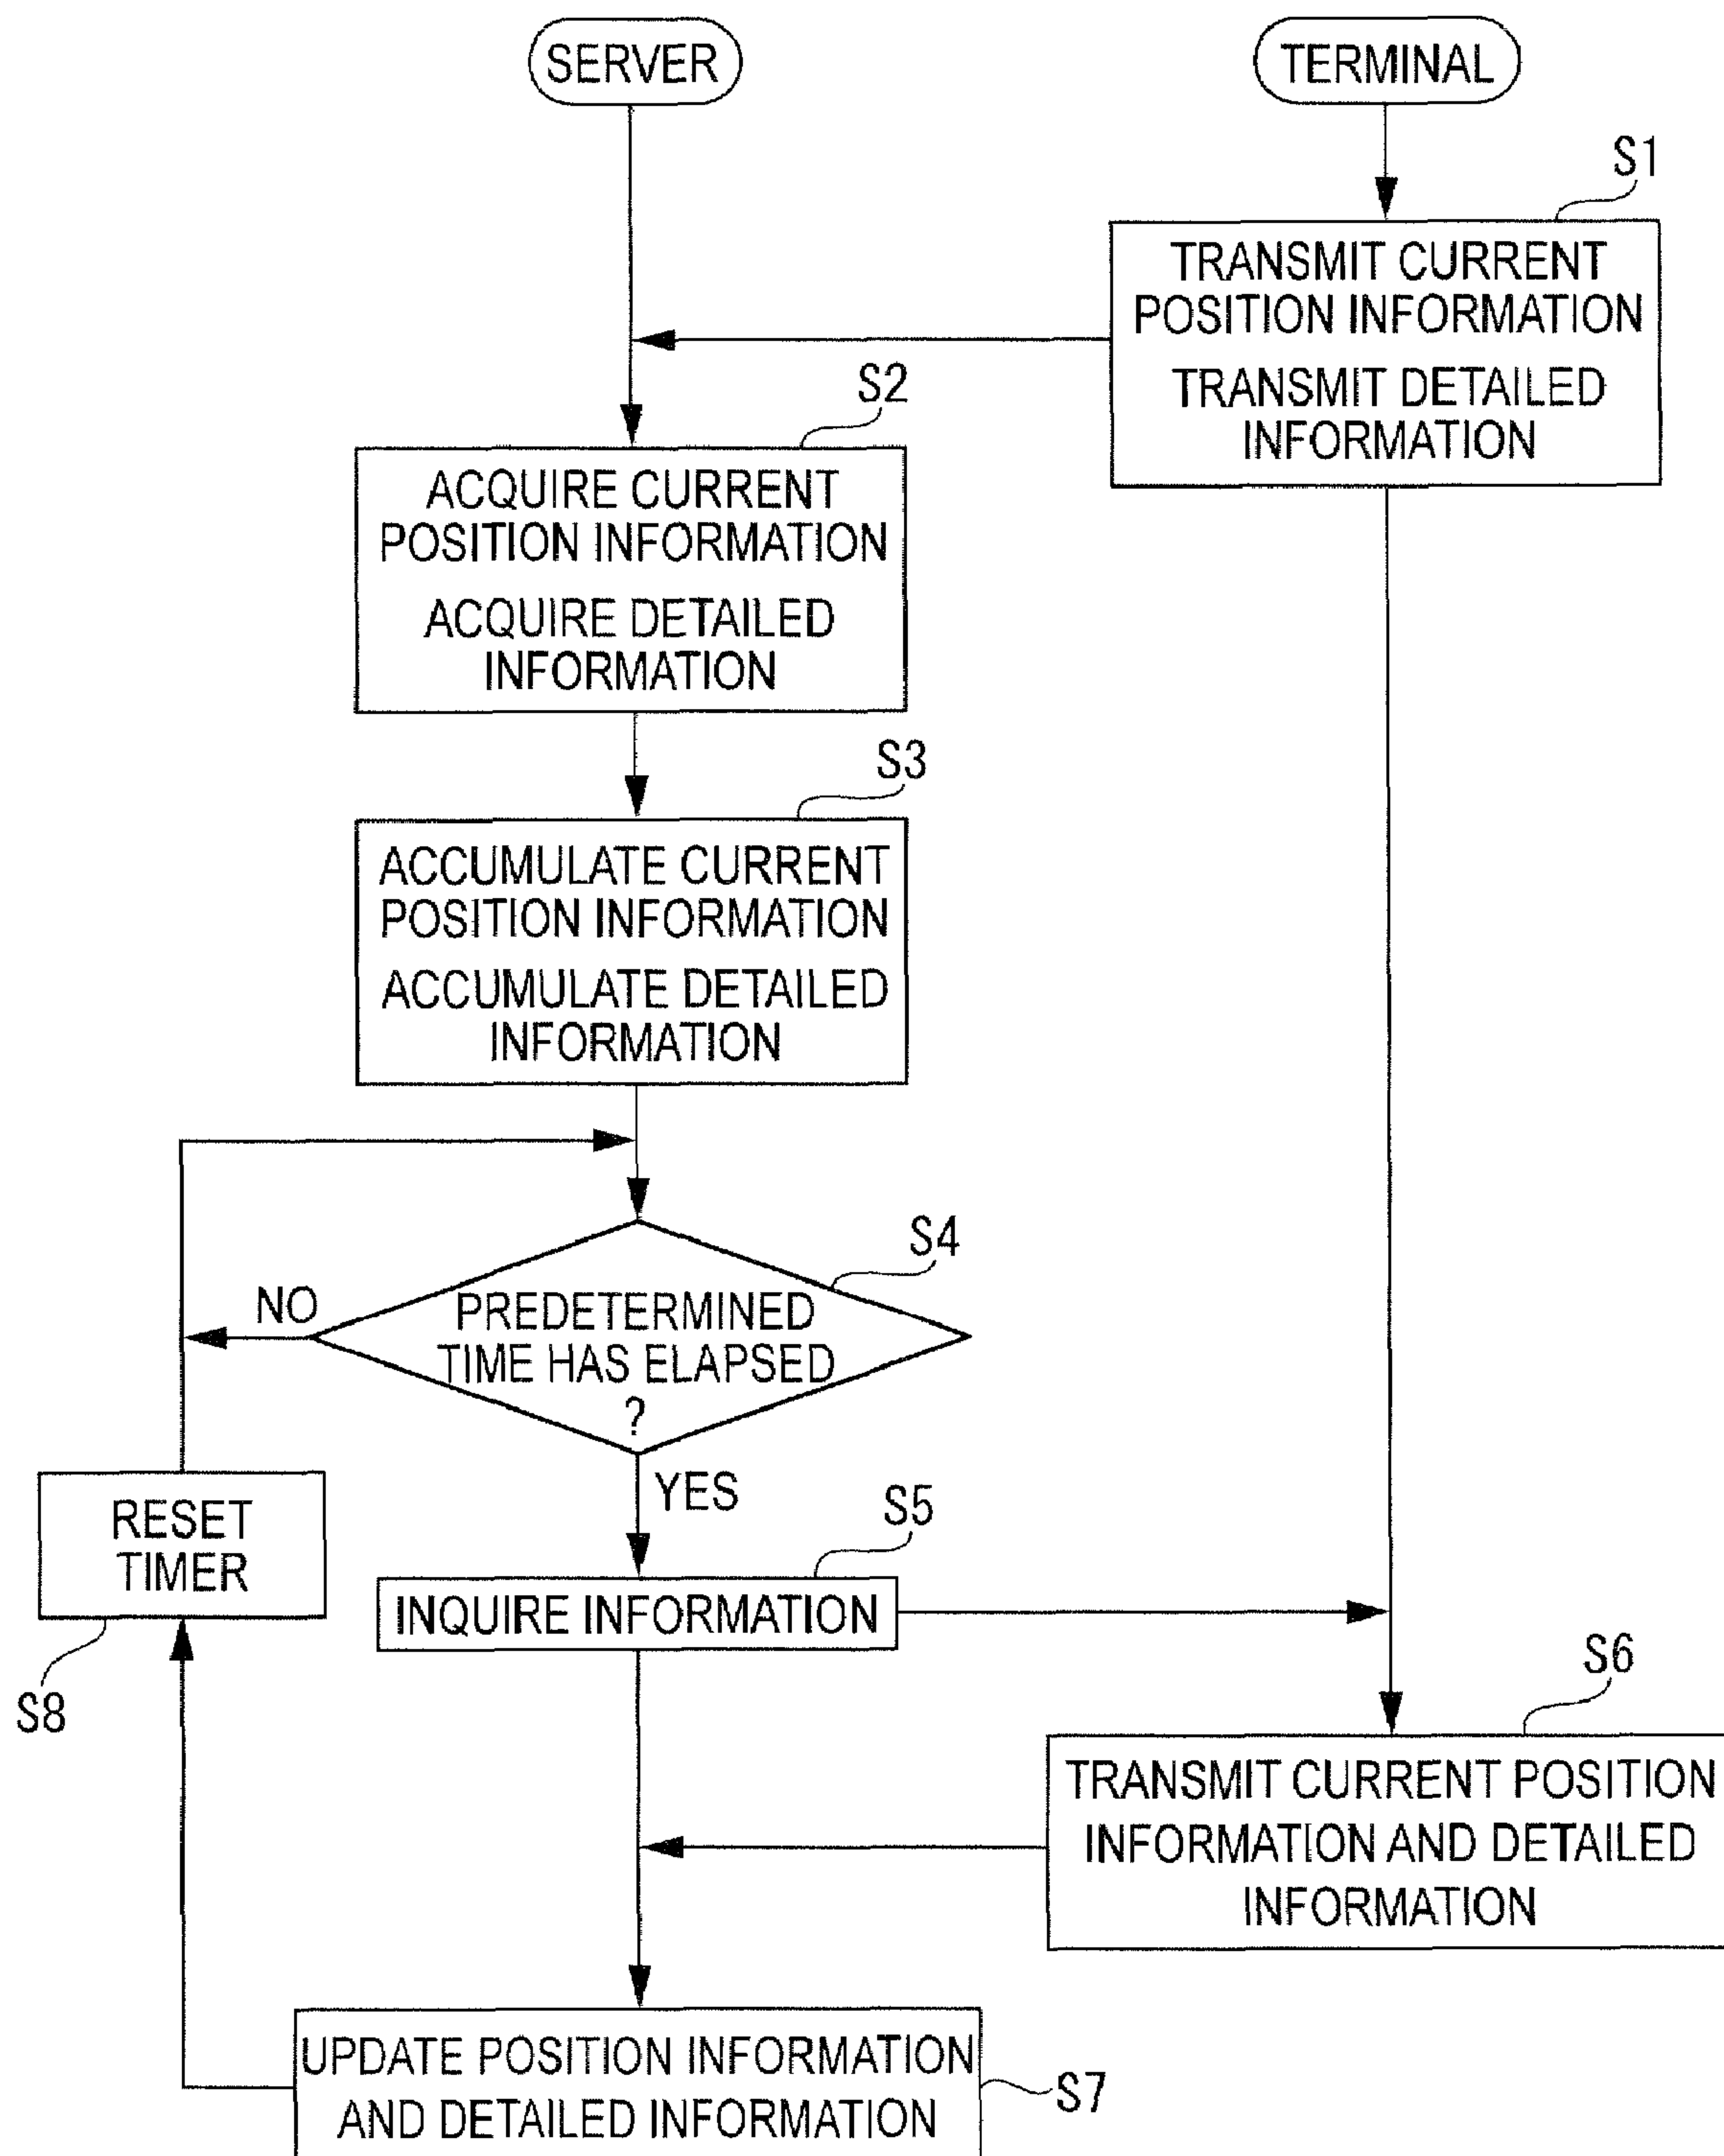 SERVER
TERMINAL
S1
TRANSMIT CURRENT
POSITION INFORMATION
TRANSMIT DETAILED
INFORMATION
S2
ACQUIRE CURRENT
POSITION INFORMATION
ACQUIRE DETAILED
INFORMATION
S3
ACCUMULATE CURRENT
POSITION INFORMATION
ACCUMULATE DETAILED
INFORMATION
S4
NO
PREDETERMINED
TIME HAS ELAPSED
?
YES
RESET
TIMER
S8
S5
INQUIRE INFORMATION
S6
TRANSMIT CURRENT POSITION
INFORMATION AND DETAILED
INFORMATION
UPDATE POSITION INFORMATION
AND DETAILED INFORMATION
S7